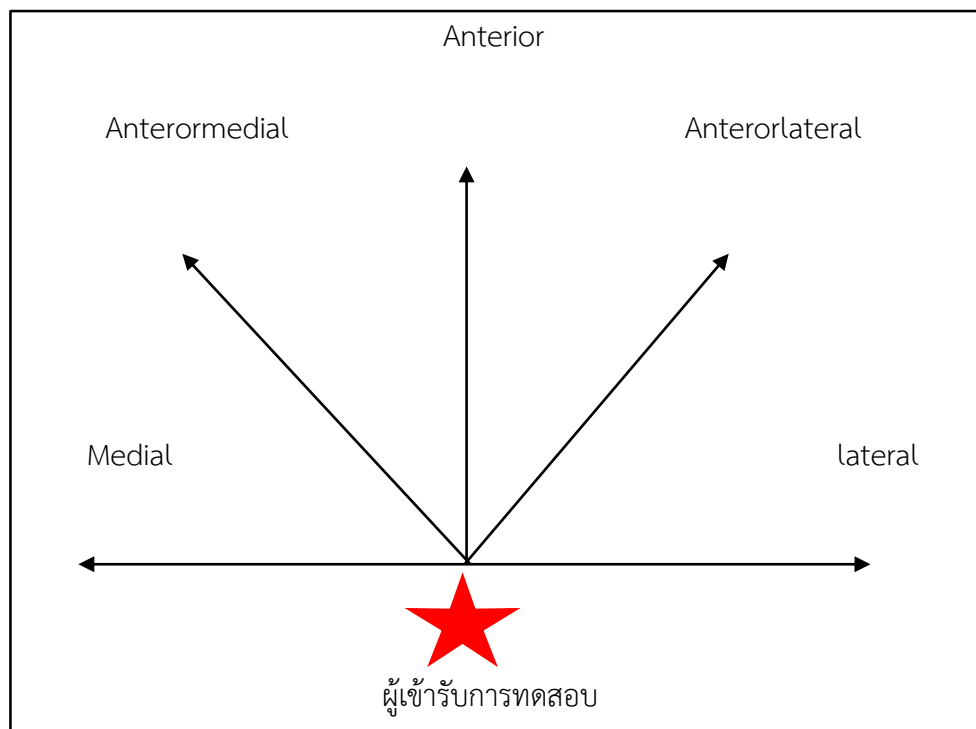 Anterior
Anterormedial
Anterorlateral
Medial
lateral
ผู้เข้ารับการทดสอบ